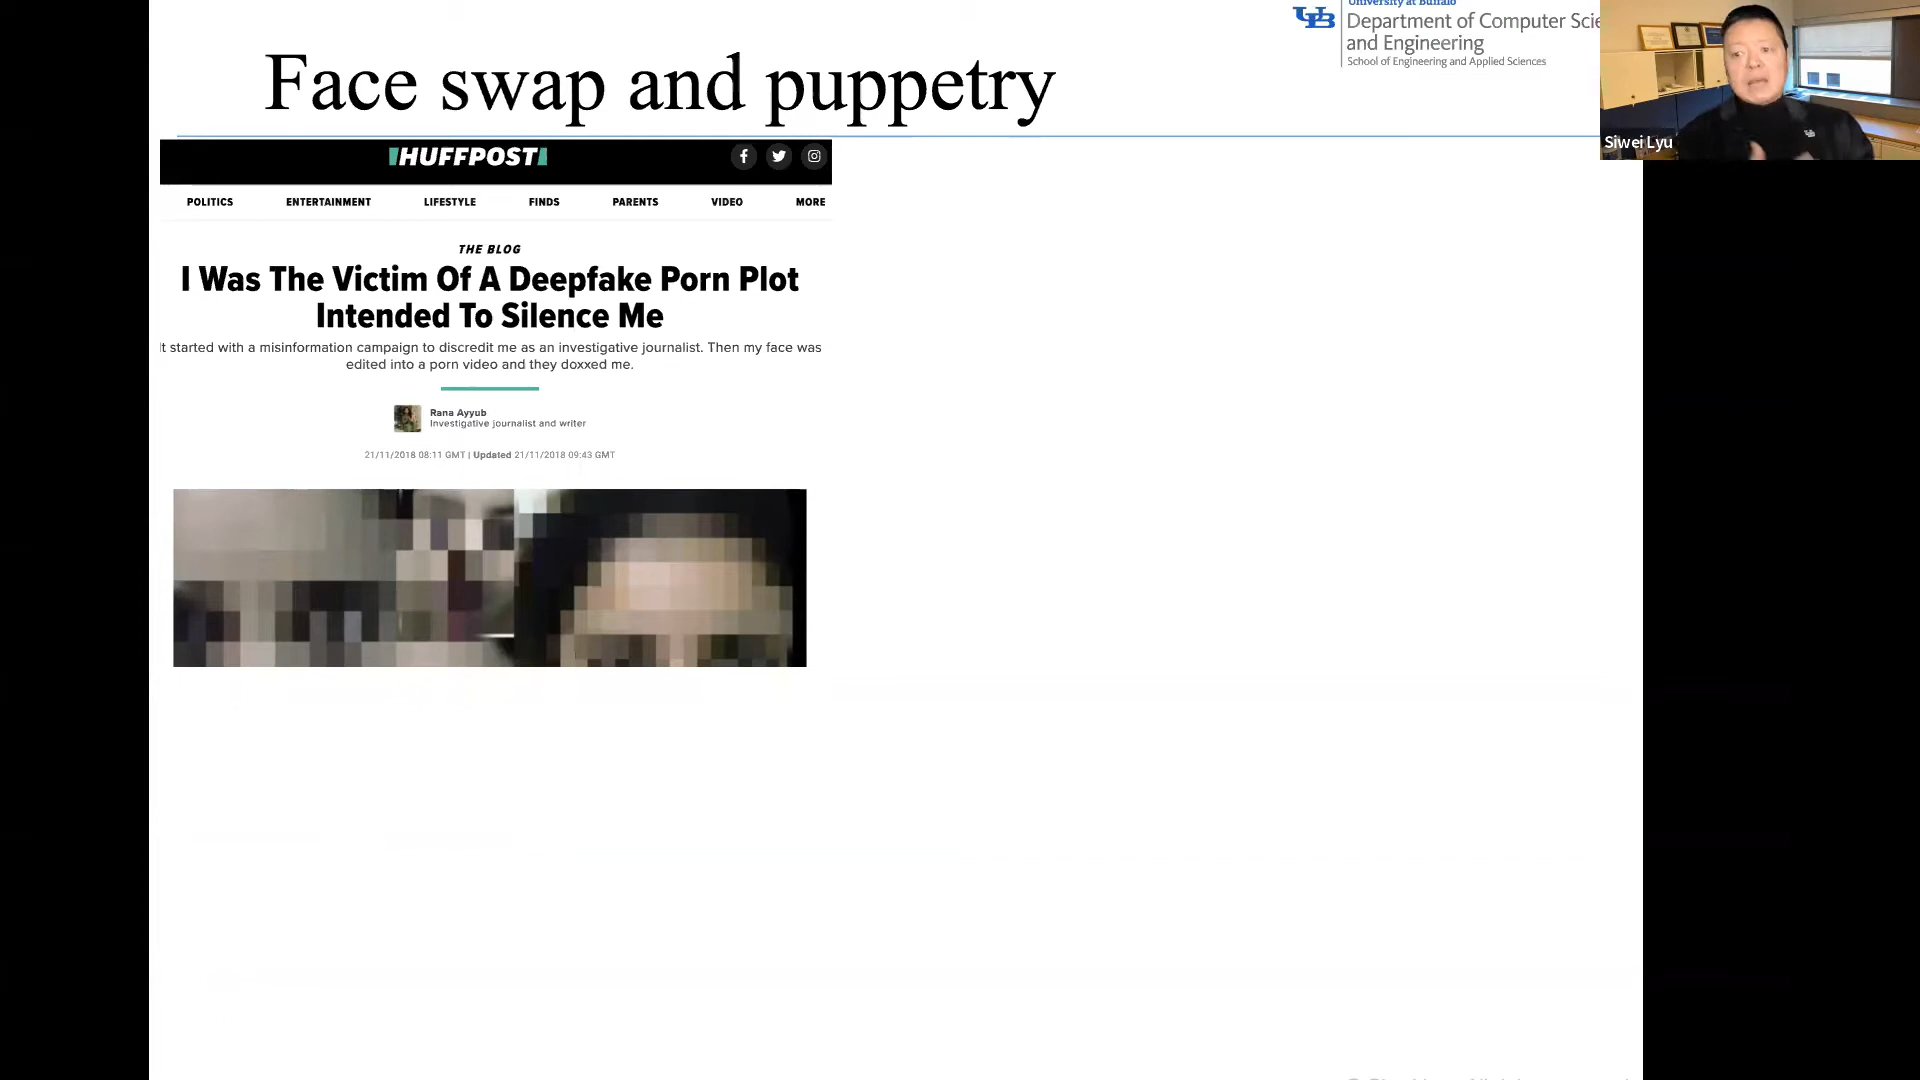 University at Buffalo
Department of Computer Scie
and Engineering
School of Engineering and Applied Sciences
Face swap and puppetry
Siwei Lyu
HUFFPOST
POLITICS ENTERTAINMENT LIFESTYLE FINDS PARENTS VIDEO MORE
THE BLOG
I Was The Victim Of A Deepfake Porn Plot
Intended To Silence Me
It started with a misinformation campaign to discredit me as an investigative journalist. Then my face was
edited into a porn video and they doxxed me.
Rana Ayyub
Investigative journalist and writer
21/11/2018 08:11 GMT | Updated 21/11/2018 09:43 GMT